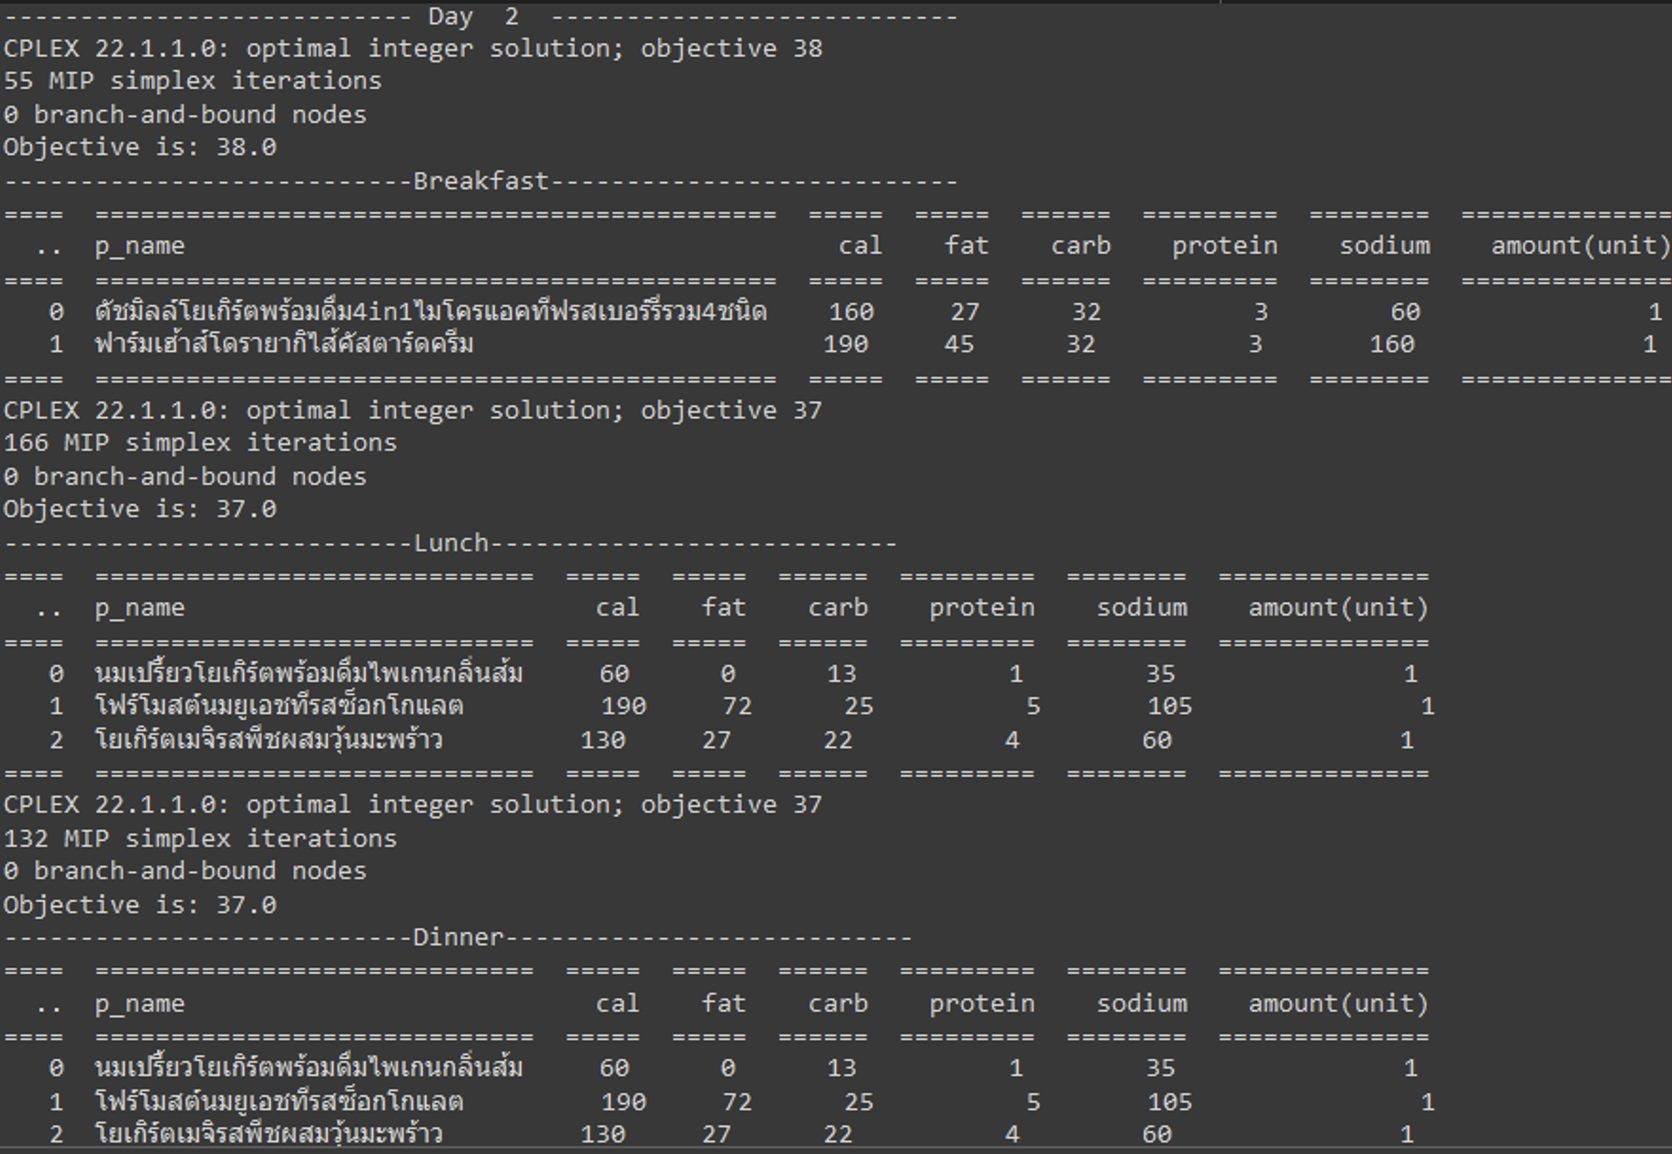 --------------------------- Day  2  ---------------------------
CPLEX 22.1.1.0: optimal integer solution; objective 38
55 MIP simplex iterations
0 branch-and-bound nodes
Objective is: 38.0
---------------------------Breakfast---------------------------
====  =============================================  =====  =====  ======  =========  ========  ==============
  ..  p_name                                           cal    fat    carb    protein    sodium    amount(unit)
====  =============================================  =====  =====  ======  =========  ========  ==============
   0  ดัชมิลล์โยเกิร์ตพร้อมดื่ม4in1ไมโครแอคทีฟรสเบอร์รี่รวม4ชนิด    160     27      32          3        60               1
   1  ฟาร์มเฮ้าส์โดรายากิไส้คัสตาร์ดครีม                       190     45      32          3       160               1
====  =============================================  =====  =====  ======  =========  ========  ==============
CPLEX 22.1.1.0: optimal integer solution; objective 37
166 MIP simplex iterations
0 branch-and-bound nodes
Objective is: 37.0
---------------------------Lunch---------------------------
====  =============================  =====  =====  ======  =========  ========  ==============
  ..  p_name                           cal    fat    carb    protein    sodium    amount(unit)
====  =============================  =====  =====  ======  =========  ========  ==============
   0  นมเปรี้ยวโยเกิร์ตพร้อมดื่มไพเกนกลิ่นส้ม     60      0      13          1        35               1
   1  โฟร์โมสต์นมยูเอชทีรสช็อกโกแลต         190     72      25          5       105               1
   2  โยเกิร์ตเมจิรสพีชผสมวุ้นมะพร้าว         130     27      22          4        60               1
====  =============================  =====  =====  ======  =========  ========  ==============
CPLEX 22.1.1.0: optimal integer solution; objective 37
132 MIP simplex iterations
0 branch-and-bound nodes
Objective is: 37.0
---------------------------Dinner---------------------------
====  =============================  =====  =====  ======  =========  ========  ==============
  ..  p_name                           cal    fat    carb    protein    sodium    amount(unit)
====  =============================  =====  =====  ======  =========  ========  ==============
   0  นมเปรี้ยวโยเกิร์ตพร้อมดื่มไพเกนกลิ่นส้ม     60      0      13          1        35               1
   1  โฟร์โมสต์นมยูเอชทีรสช็อกโกแลต         190     72      25          5       105               1
   2  โยเกิร์ตเมจิรสพีชผสมวุ้นมะพร้าว         130     27      22          4        60               1